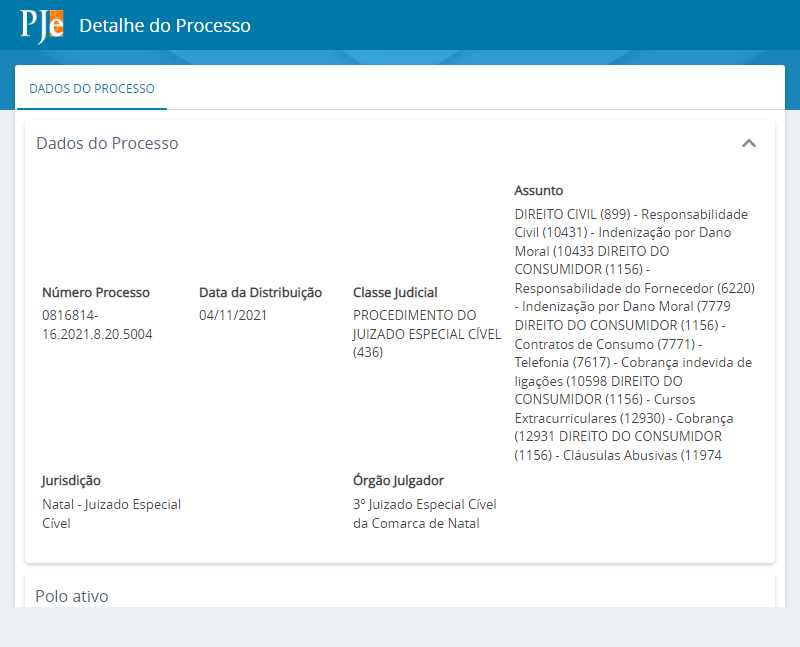 PJe
Detalhe do Processo
DADOS DO PROCESSO
Dados do Processo
Número Processo
0816814-
16.2021.8.20.5004
Data da Distribuição
04/11/2021
Classe Judicial
PROCEDIMENTO DO
JUIZADO ESPECIAL CÍVEL
(436)
Assunto
DIREITO CIVIL (899) - Responsabilidade
Civil (10431) - Indenização por Dano
Moral (10433 DIREITO DO
CONSUMIDOR (1156) -
Responsabilidade do Fornecedor (6220)
- Indenização por Dano Moral (7779
DIREITO DO CONSUMIDOR (1156) -
Contratos de Consumo (7771) -
Telefonia (7617) - Cobrança indevida de
ligações (10598 DIREITO DO
CONSUMIDOR (1156) - Cursos
Extracurriculares (12930) - Cobrança
(12931 DIREITO DO CONSUMIDOR
(1156) - Cláusulas Abusivas (11974
Jurisdição
Natal - Juizado Especial
Cível
Órgão Julgador
3º Juizado Especial Cível
da Comarca de Natal
Polo ativo